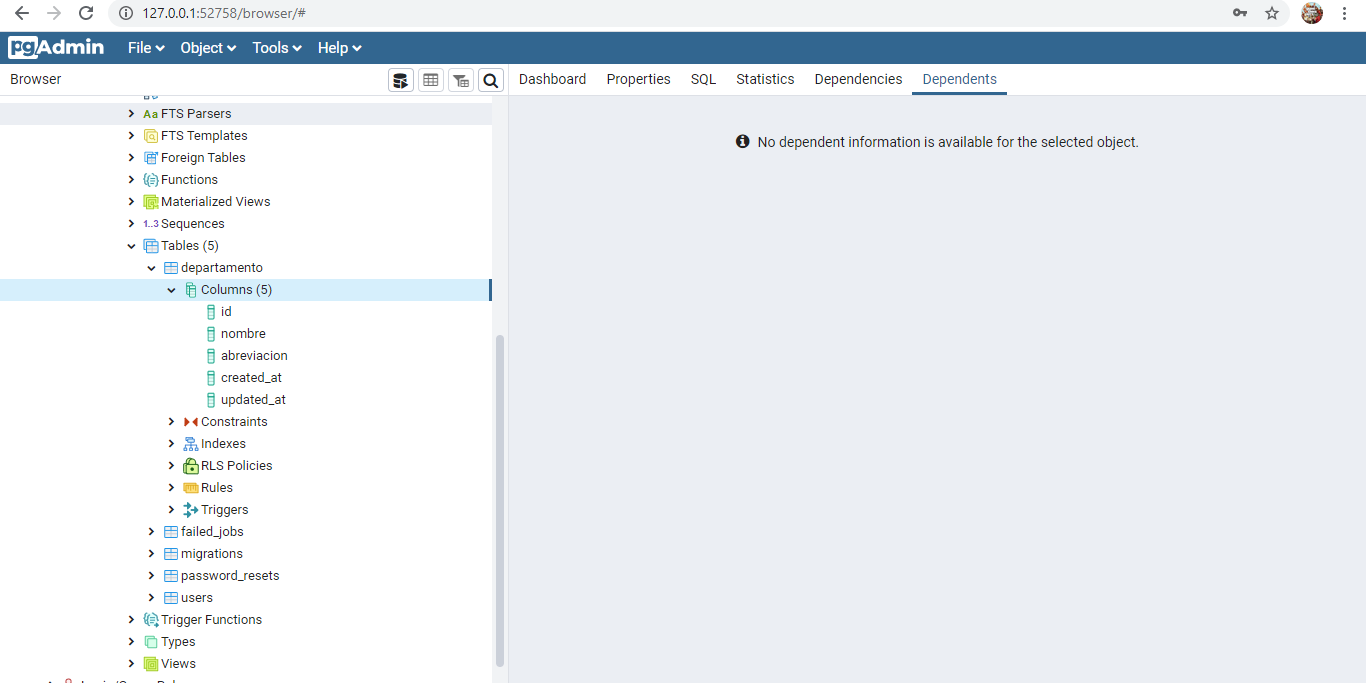 127.0.0.1:52758/browser/#
pgAdmin File Object Tools Help
Browser
Dashboard Properties SQL Statistics Dependencies Dependents
Aa FTS Parsers
FTS Templates
Foreign Tables
Functions
Materialized Views
1..3 Sequences
Tables (5)
departamento
Columns (5)
id
nombre
abreviacion
created_at
updated_at
Constraints
Indexes
RLS Policies
Rules
Triggers
failed_jobs
migrations
password_resets
users
Trigger Functions
Types
Views
No dependent information is available for the selected object.